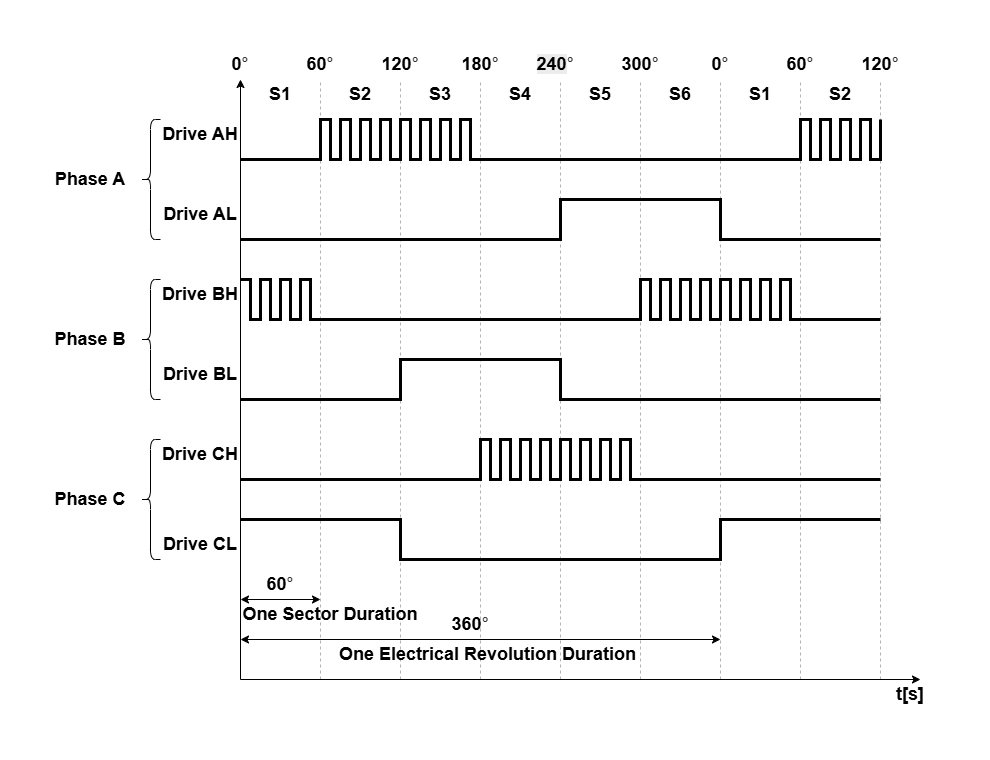 0° 60° 120° 180° 240° 300° 0° 60° 120°
S1 S2 S3 S4 S5 S6 S1 S2
Drive AH
Phase A
Drive AL
Drive BH
Phase B
Drive BL
Drive CH
Phase C
Drive CL
60°
One Sector Duration
360°
One Electrical Revolution Duration
t[s]